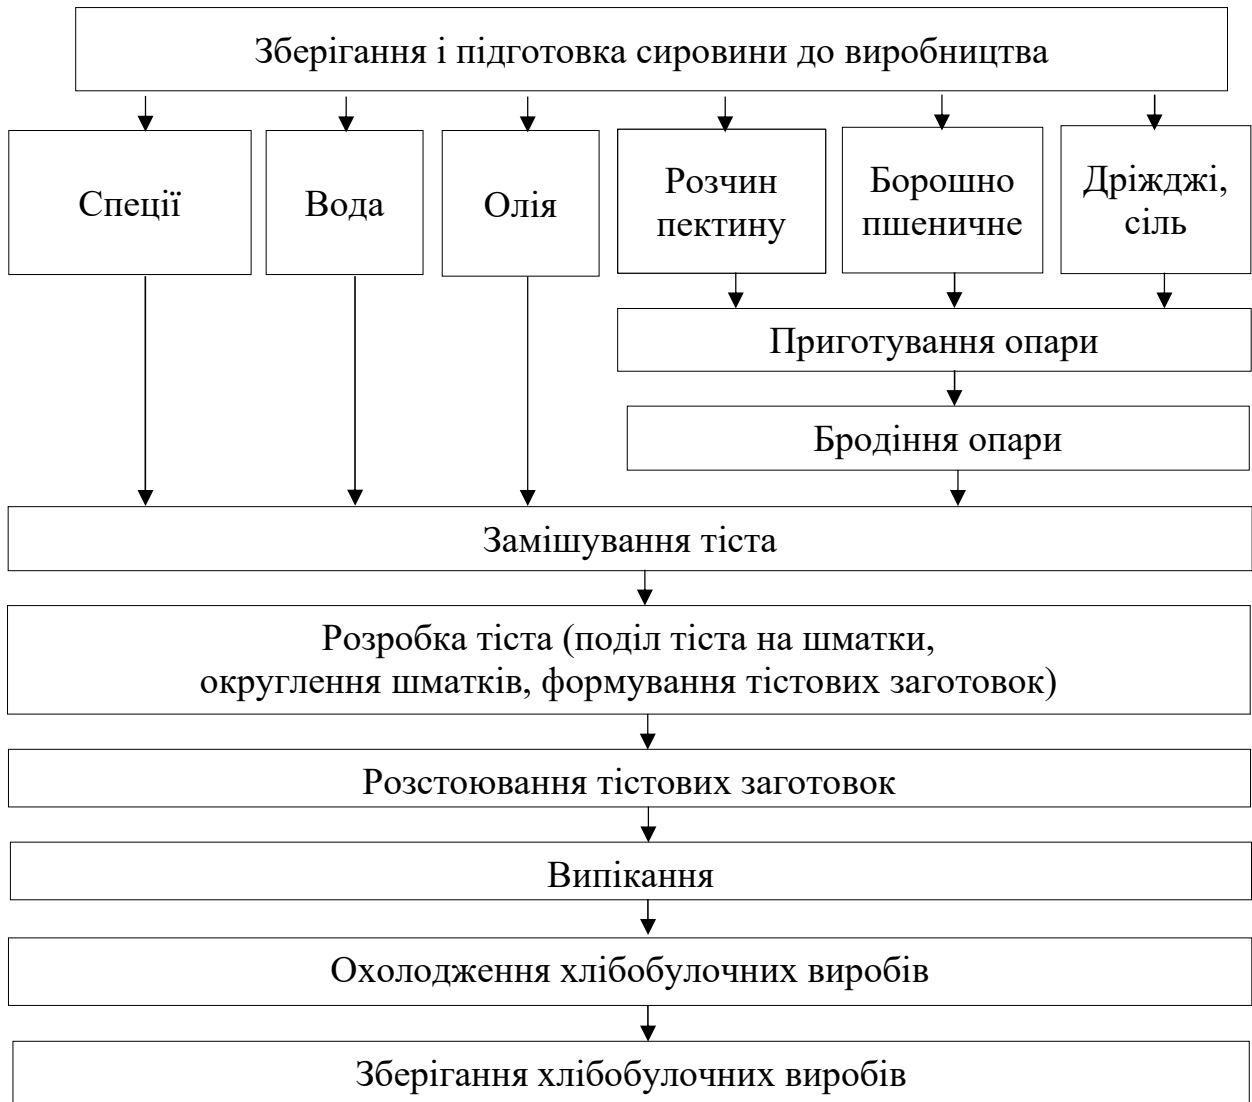 Зберігання і підготовка сировини до виробництва
Спеції
Вода
Олія
Розчин
пектину
Борошно
пшеничне
Дріжджі,
сіль
Приготування опари
Бродіння опари
Замішування тіста
Розробка тіста (поділ тіста на шматки,
округлення шматків, формування тістових заготовок)
Розстоювання тістових заготовок
Випікання
Охолодження хлібобулочних виробів
Зберігання хлібобулочних виробів